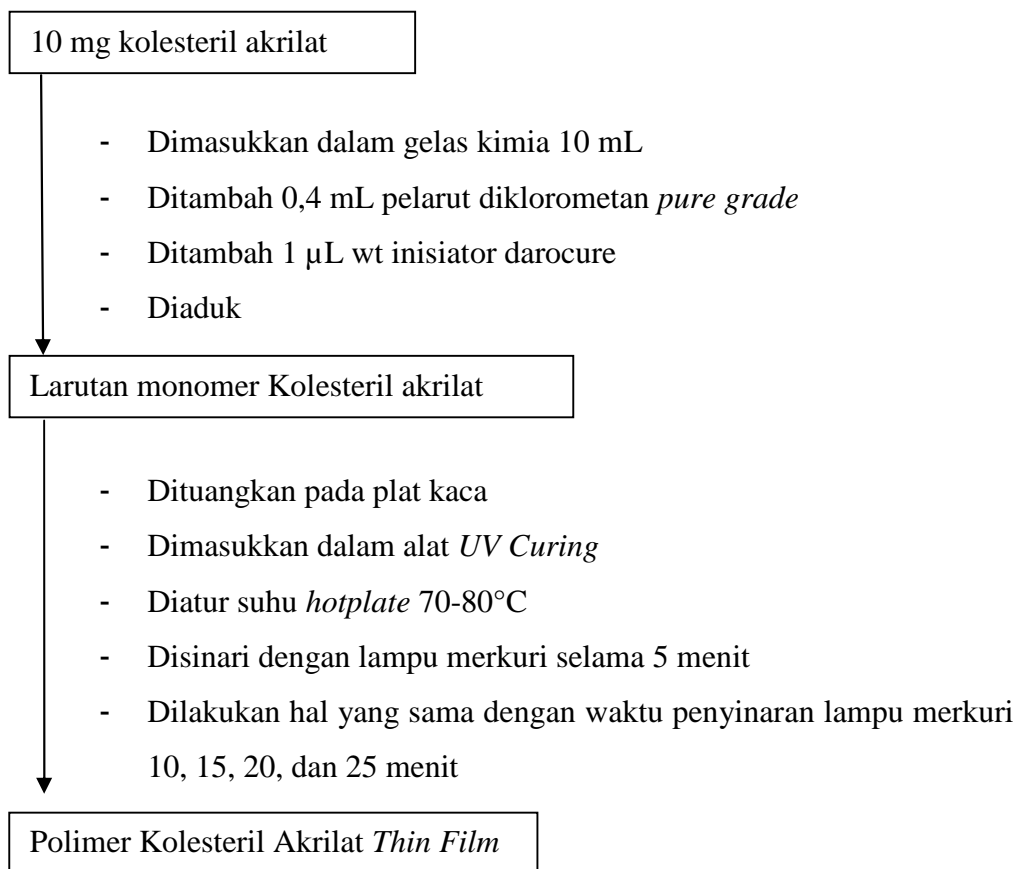 10 mg kolesteril akrilat
- Dimasukkan dalam gelas kimia 10 mL
- Ditambah 0,4 mL pelarut diklorometan pure grade
- Ditambah 1 µL wt inisiator darocure
- Diaduk
Larutan monomer Kolesteril akrilat
- Dituangkan pada plat kaca
- Dimasukkan dalam alat UV Curing
- Diatur suhu hotplate 70-80°C
- Disinari dengan lampu merkuri selama 5 menit
- Dilakukan hal yang sama dengan waktu penyinaran lampu merkuri
10, 15, 20, dan 25 menit
Polimer Kolesteril Akrilat Thin Film